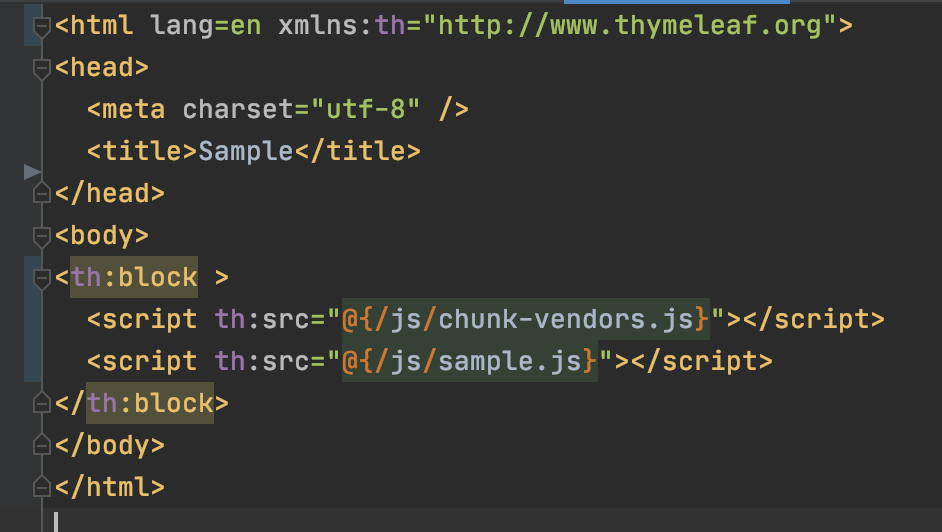 <html lang=en xmlns:th="http://www.thymeleaf.org">
<head>
<meta charset="utf-8" />
<title>Sample</title>
</head>
<body>
<th:block >
<script th:src="@{/js/chunk-vendors.js}"></script>
<script th:src="@{/js/sample.js}"></script>
</th:block>
</body>
</html>